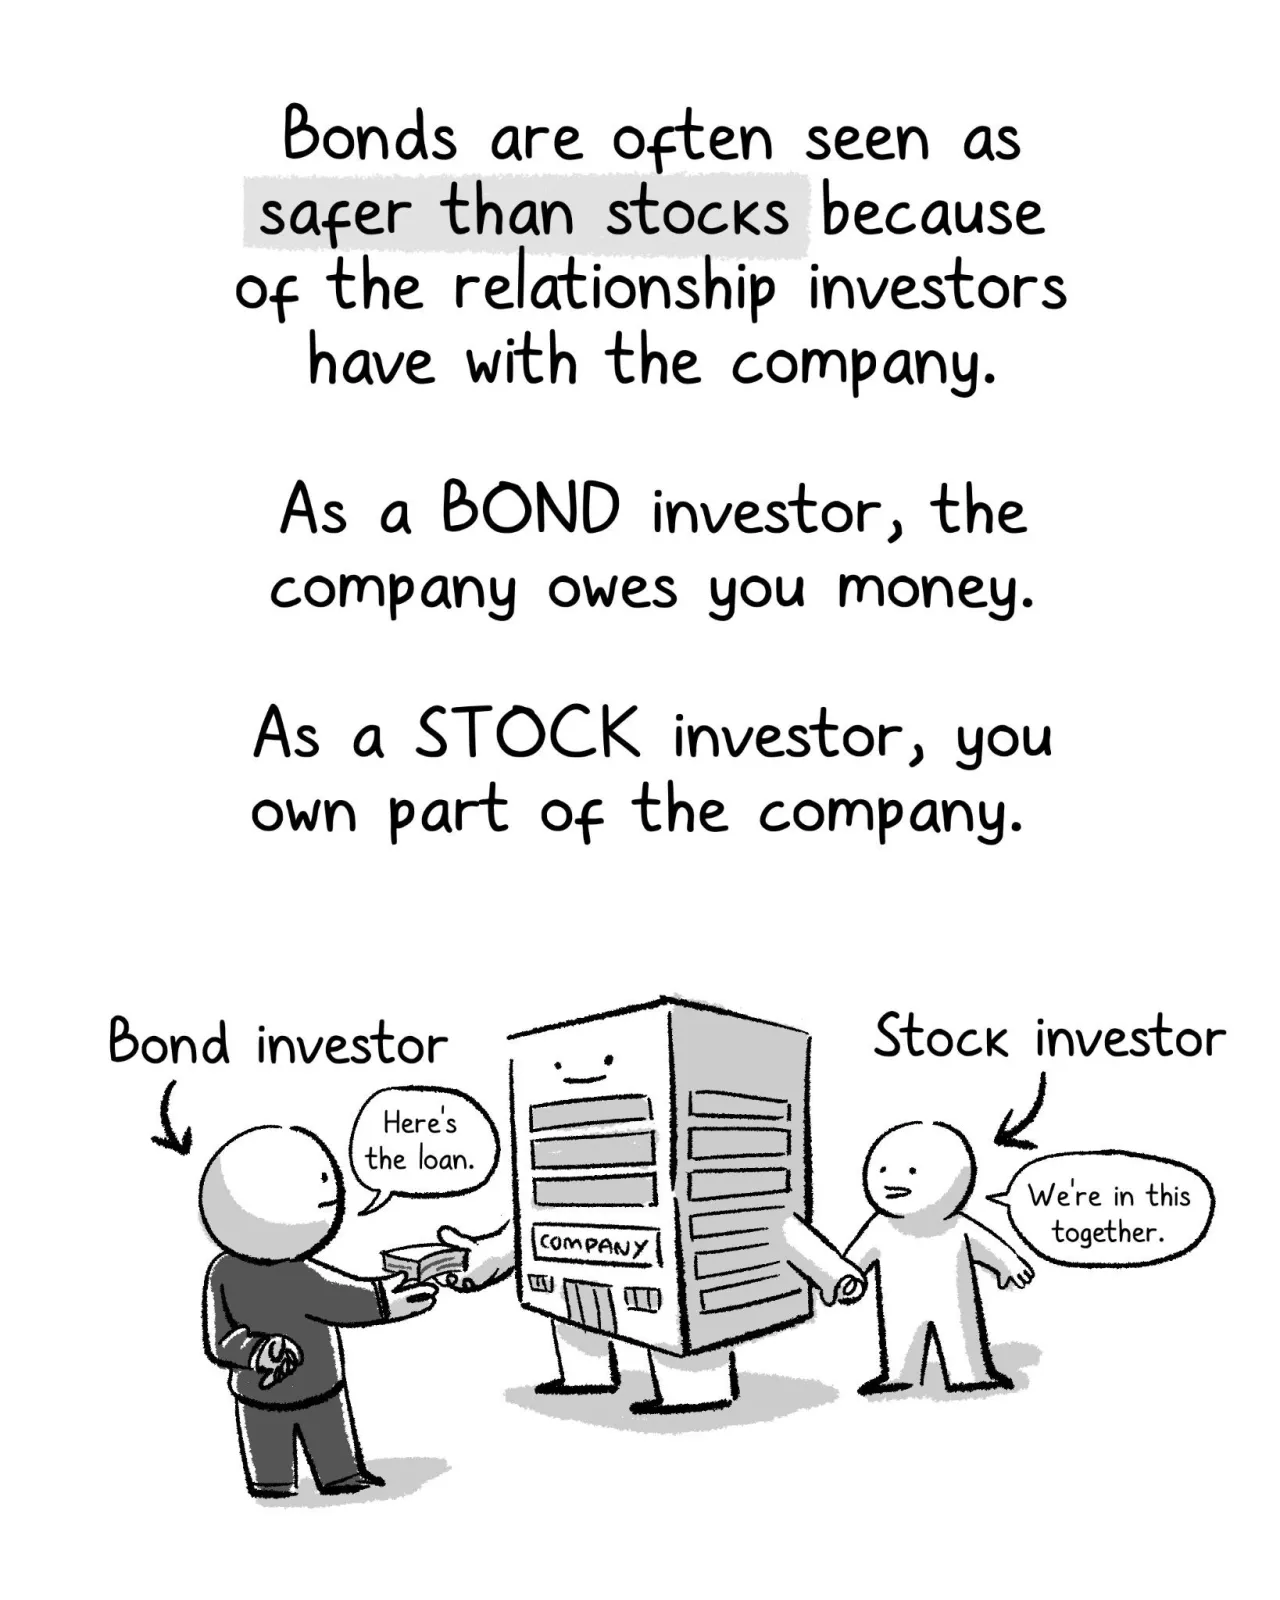 Bonds are often seen as
safer than stocks because
of the relationship investors
have with the company.
As a BOND investor, the
company owes you money.
As a STOCK investor, you
own part of the company.
Bond investor
Here's
the loan.
COMPANY
Stock investor
We're in this
together.